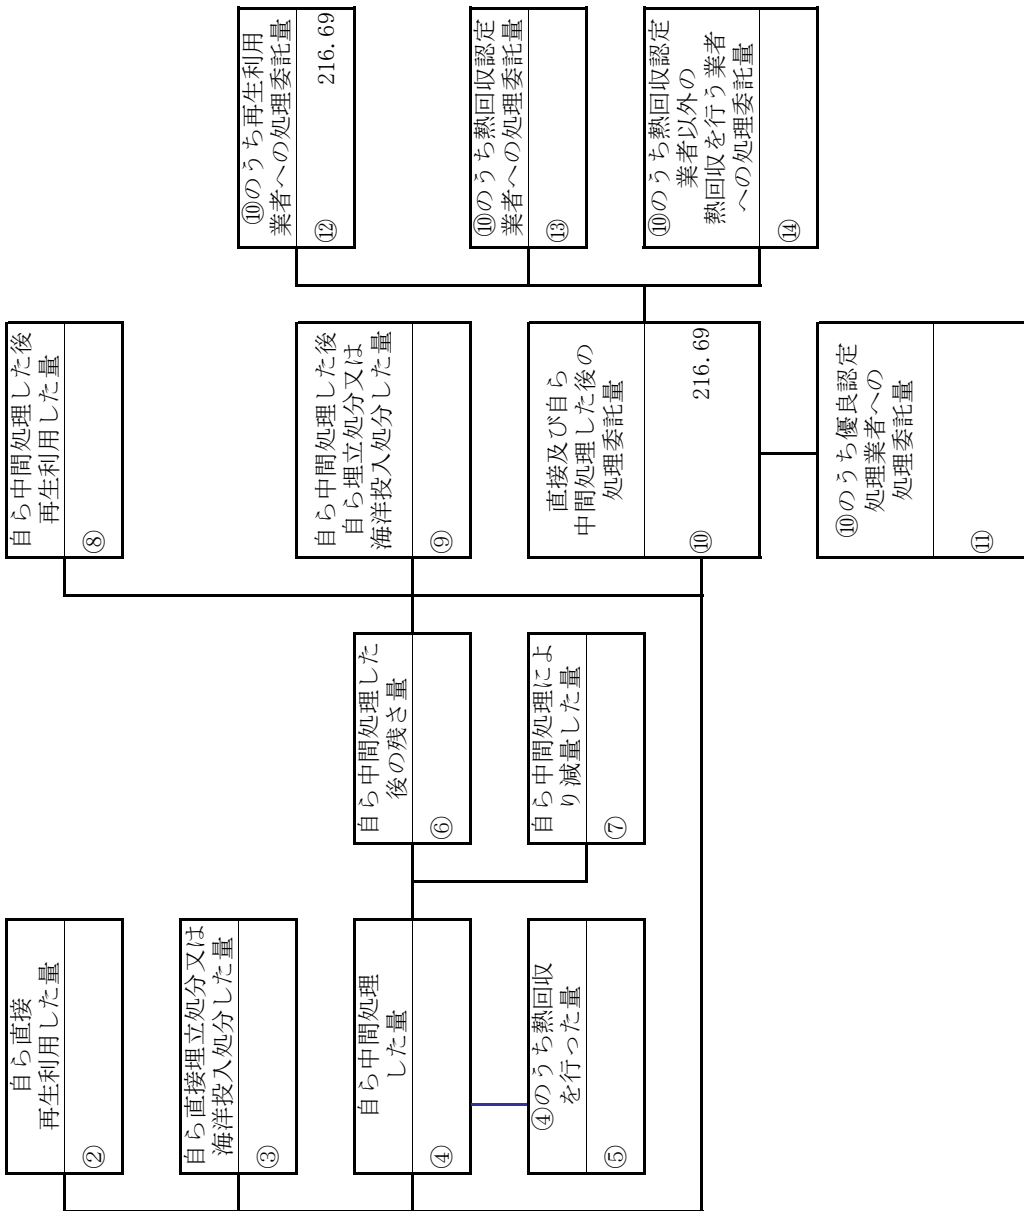 自ら直接
再生利用した量
②
自ら直接埋立処分又は
海洋投入処分した量
③
自ら中間処理
した量
④
④のうち熱回収
を行った量
⑤
自ら中間処理した
後の残さ量
⑥
自ら中間処理によ
り減量した量
⑦
自ら中間処理した後
再生利用した量
⑧
自ら中間処理した後
自ら埋立処分又は
海洋投入処分した量
⑨
直接及び自ら
中間処理した後の
処理委託量
⑩ 216.69
⑩のうち優良認定
処理業者への
処理委託量
⑪
⑩のうち再生利用
業者への処理委託量
⑫ 216.69
⑩のうち熱回収認定
業者への処理委託量
⑬
⑩のうち熱回収認定
業者以外の
熱回収を行う業者
への処理委託量
⑭